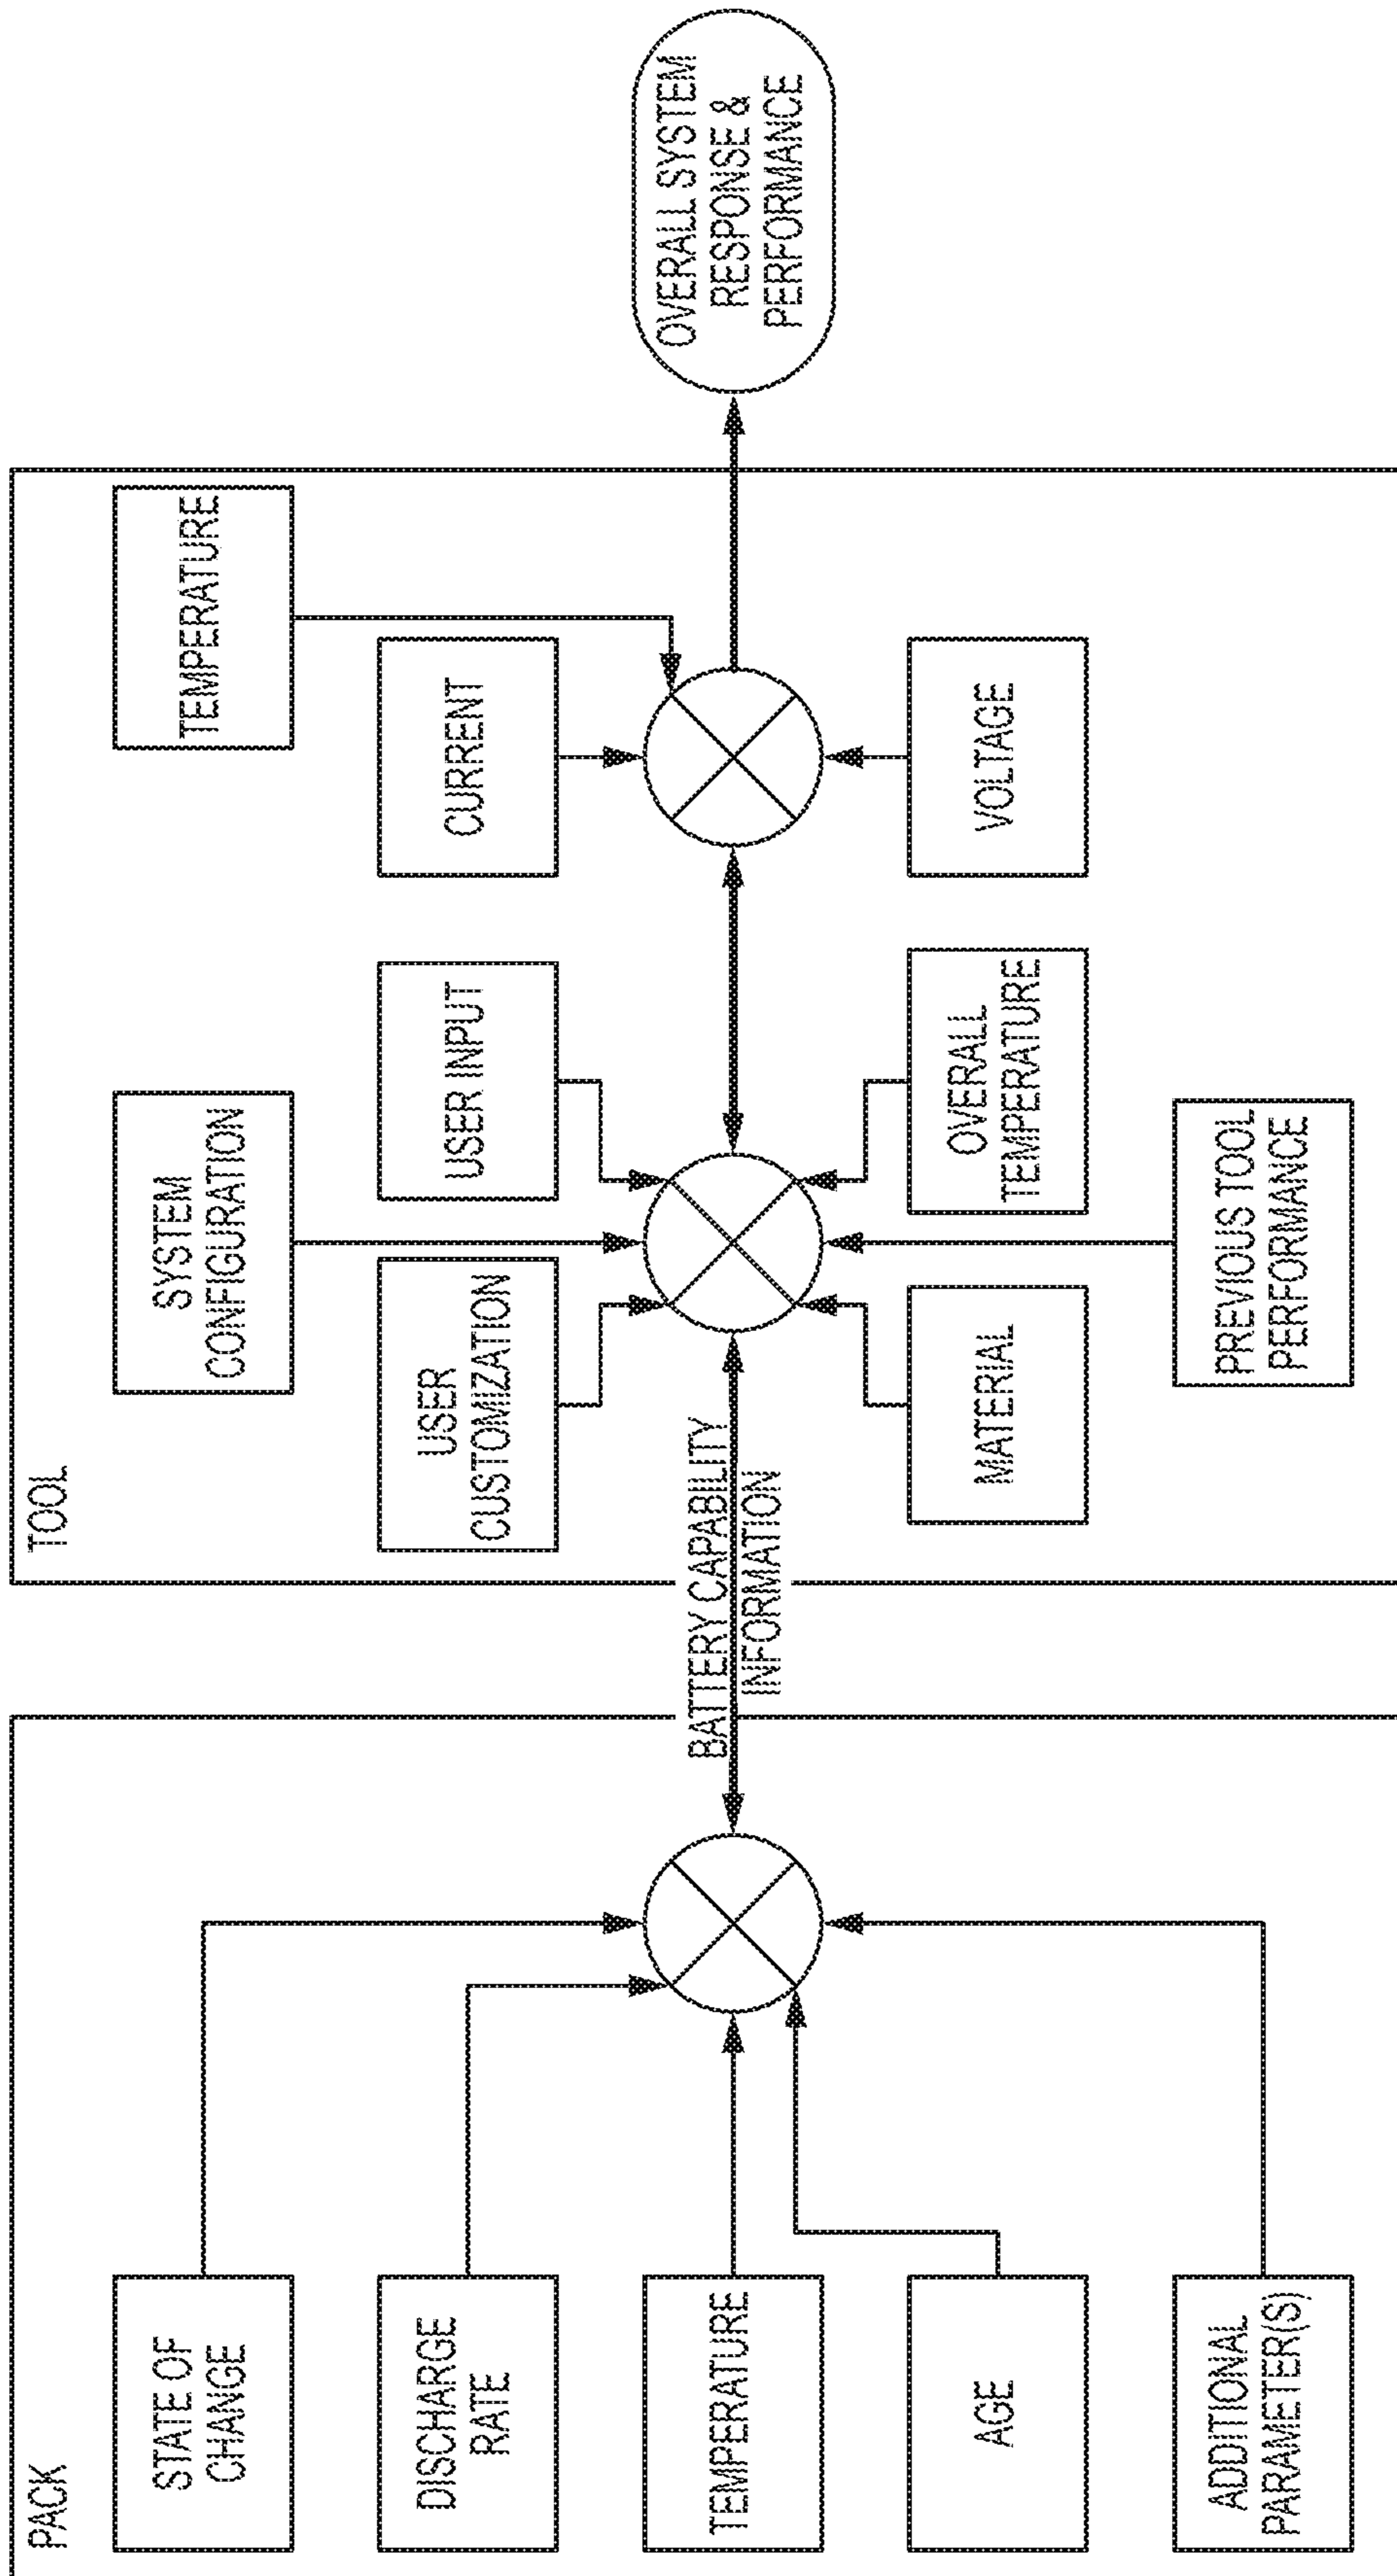 PACK
STATE OF
CHANGE
DISCHARGE
RATE
TEMPERATURE
AGE
ADDITIONAL
PARAMETER(S)
BATTERY CAPABILITY
INFORMATION
TOOL
SYSTEM
CONFIGURATION
USER
CUSTOMIZATION
USER INPUT
MATERIAL
OVERALL
TEMPERATURE
PREVIOUS TOOL
PERFORMANCE
TEMPERATURE
CURRENT
VOLTAGE
OVERALL SYSTEM
RESPONSE &
PERFORMANCE